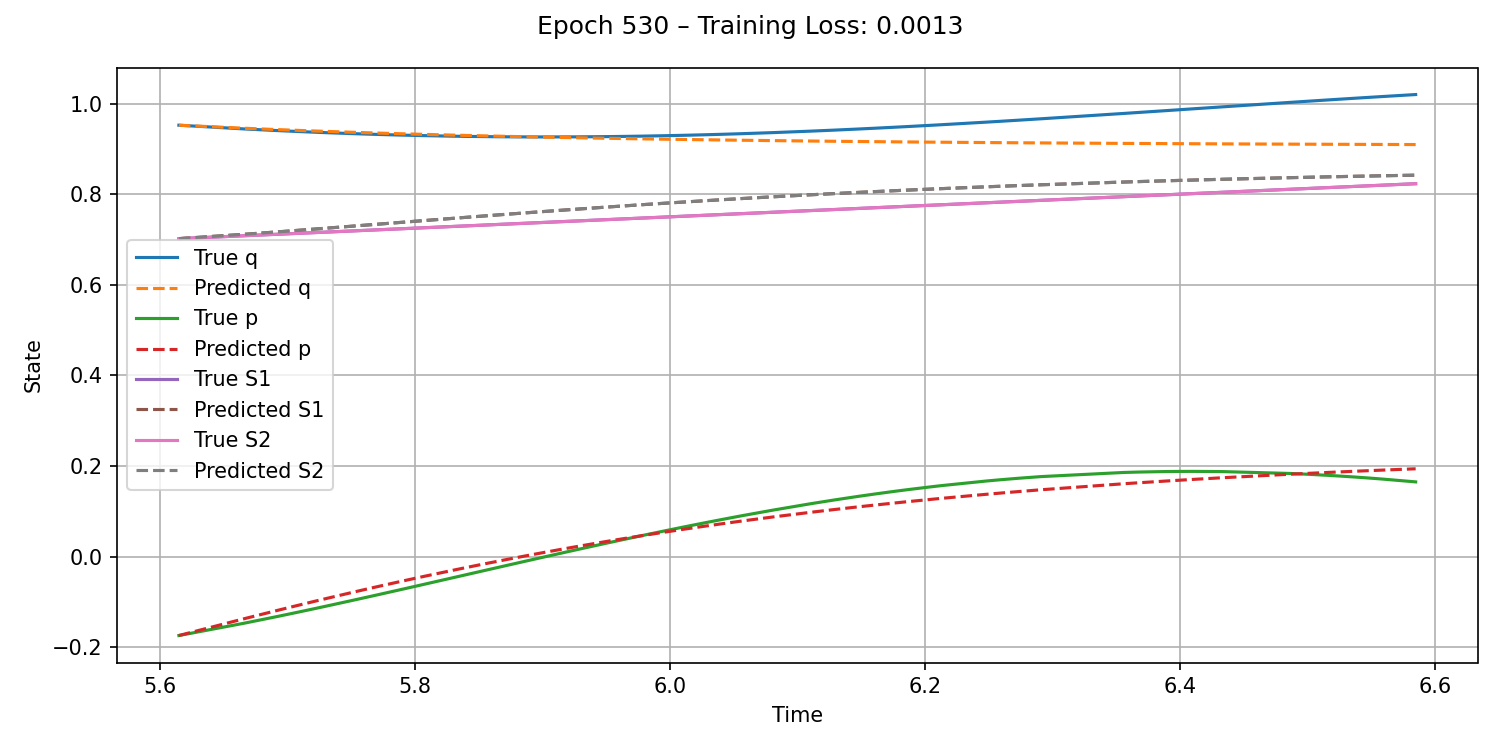 Epoch 530 – Training Loss: 0.0013
1.0
0.8
0.6
0.4
0.2
0.0
−0.2
State
True q
Predicted q
True p
Predicted p
True S1
Predicted S1
True S2
Predicted S2
5.6 5.8 6.0 6.2 6.4 6.6
Time